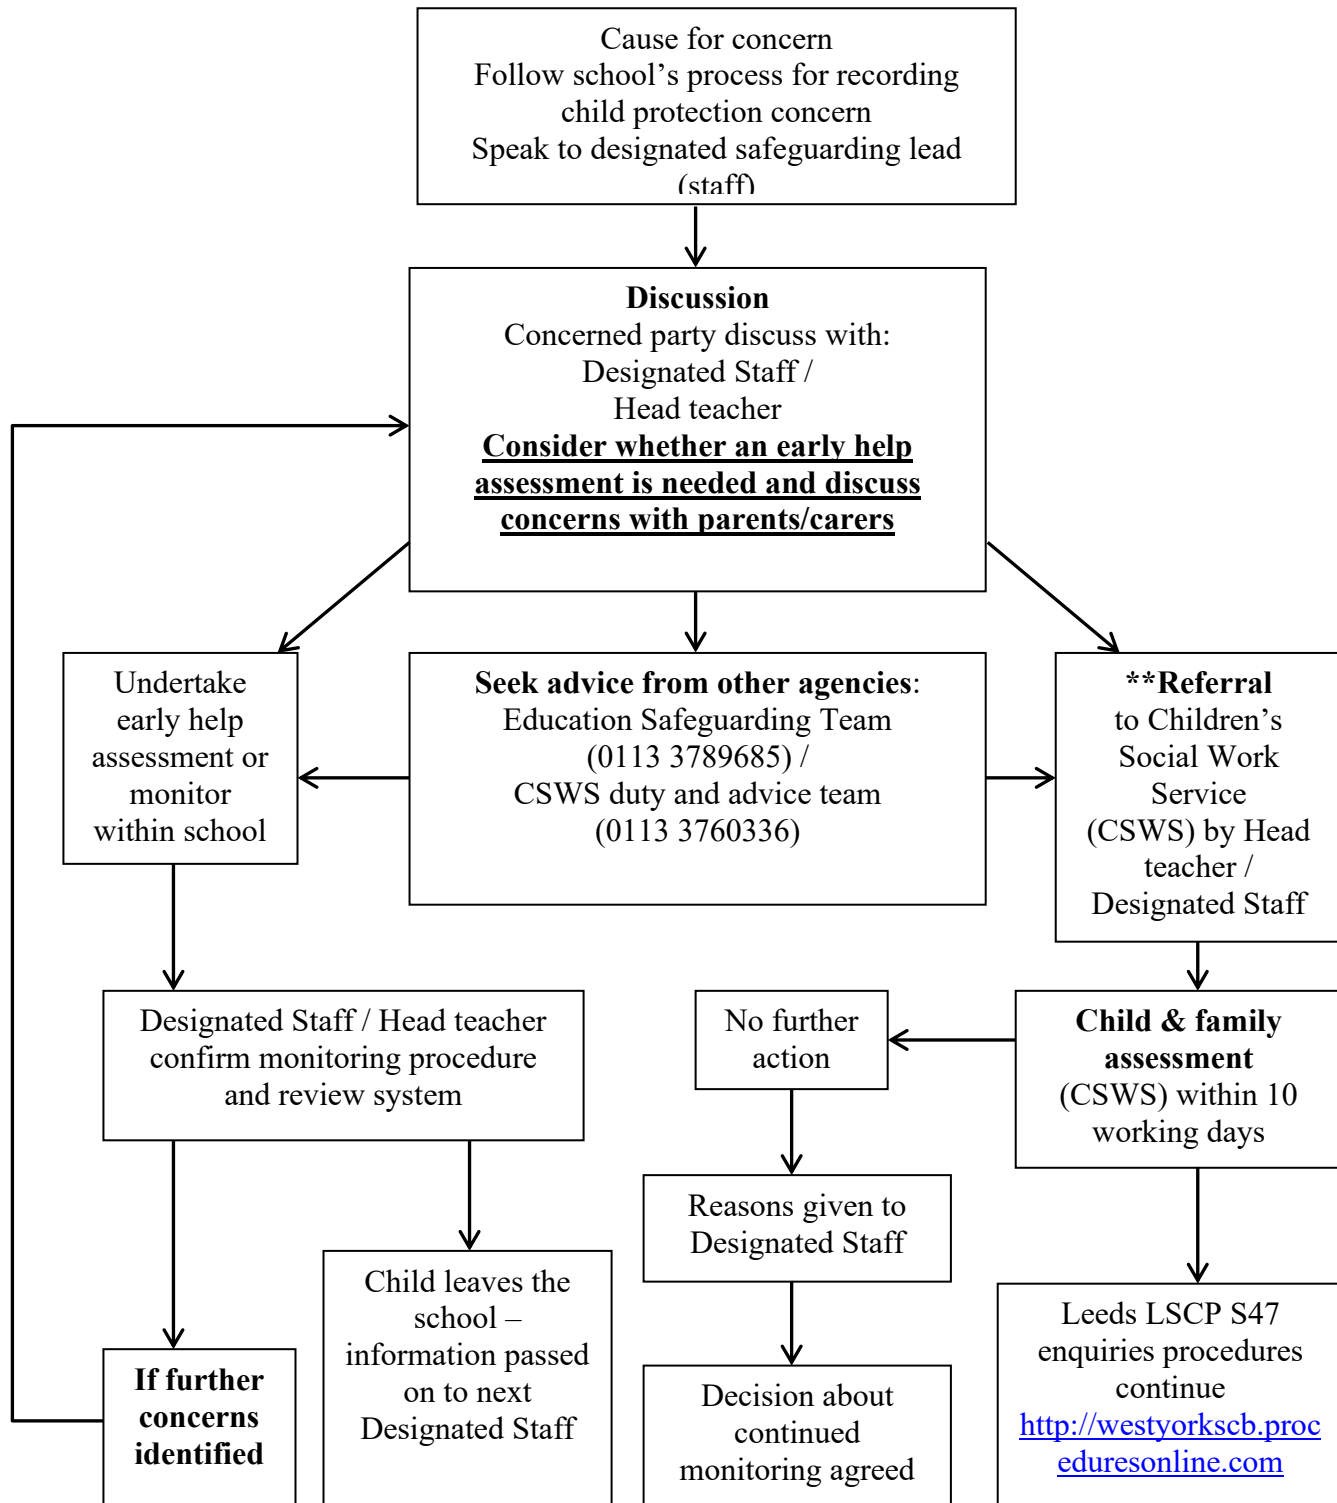 Cause for concern
Follow school’s process for recording
child protection concern
Speak to designated safeguarding lead
(staff)
Discussion
Concerned party discuss with:
Designated Staff /
Head teacher
Consider whether an early help
assessment is needed and discuss
concerns with parents/carers
Undertake
early help
assessment or
monitor
within school
Seek advice from other agencies:
Education Safeguarding Team
(0113 3789685) /
CSWS duty and advice team
(0113 3760336)
**Referral
to Children’s
Social Work
Service
(CSWS) by Head
teacher /
Designated Staff
Designated Staff / Head teacher
confirm monitoring procedure
and review system
No further
action
Child & family
assessment
(CSWS) within 10
working days
Reasons given to
Designated Staff
Child leaves the
school –
information passed
on to next
Designated Staff
If further
concerns
identified
Decision about
continued
monitoring agreed
Leeds LSCP S47
enquiries procedures
continue
http://westyorkscb.proc
eduresonline.com